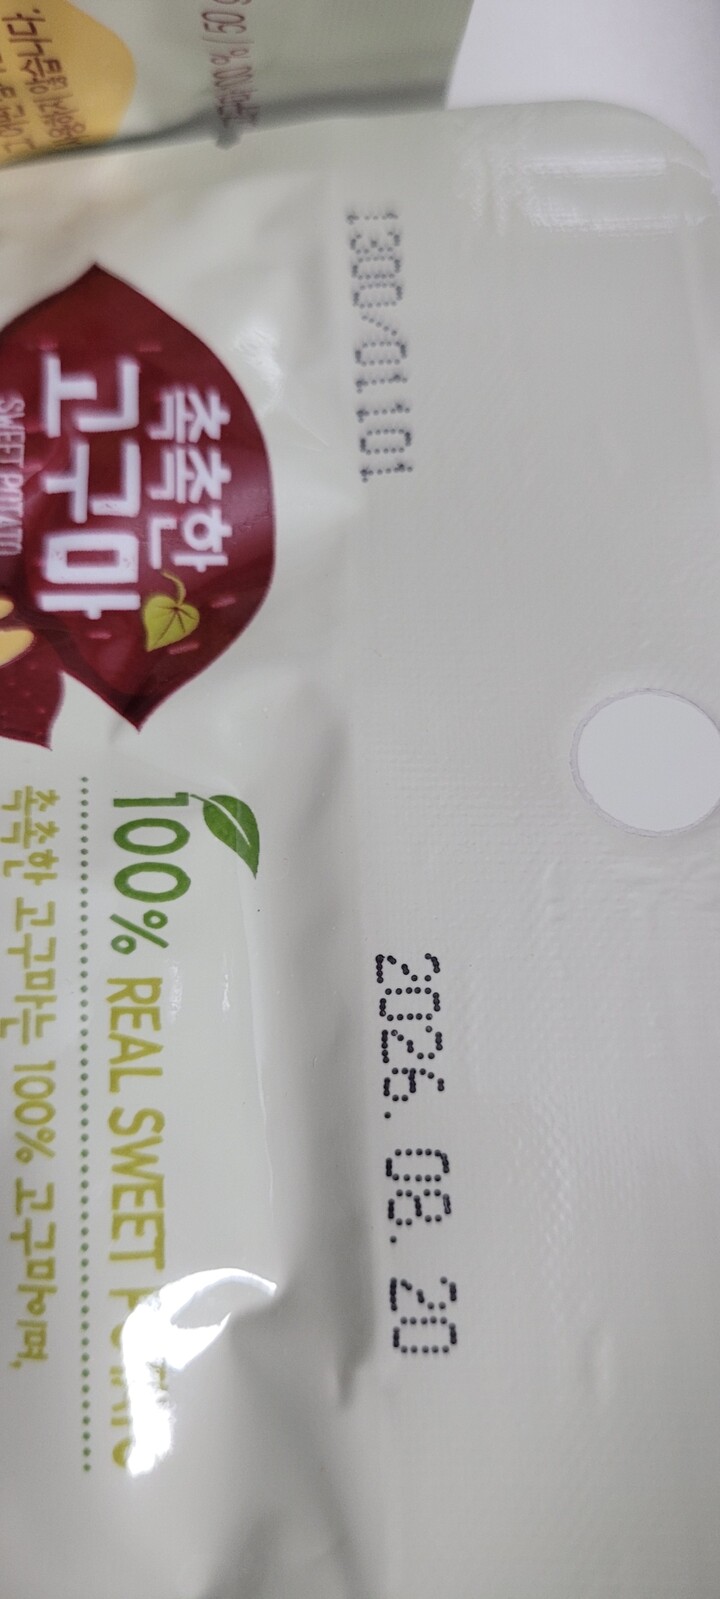 1300/01101
2026. 08. 20
촉촉한
고구마
SWEET POTATO
100% REAL SWEET POTATO
촉촉한 고구마는 100% 고구마이며,